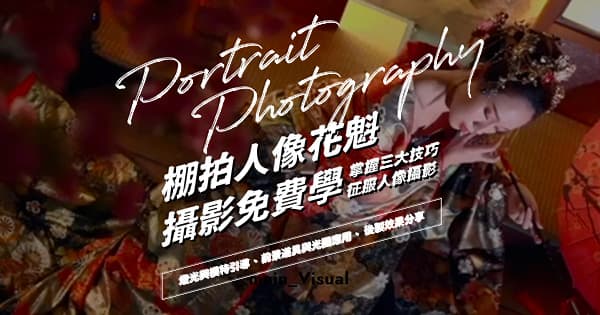 Portrait
Photography
棚拍人像花魁
攝影免費學
掌握三大技巧
征服人像攝影
燈光與模特引導、前景道具與光圈應用、後製效果分享
_Visual